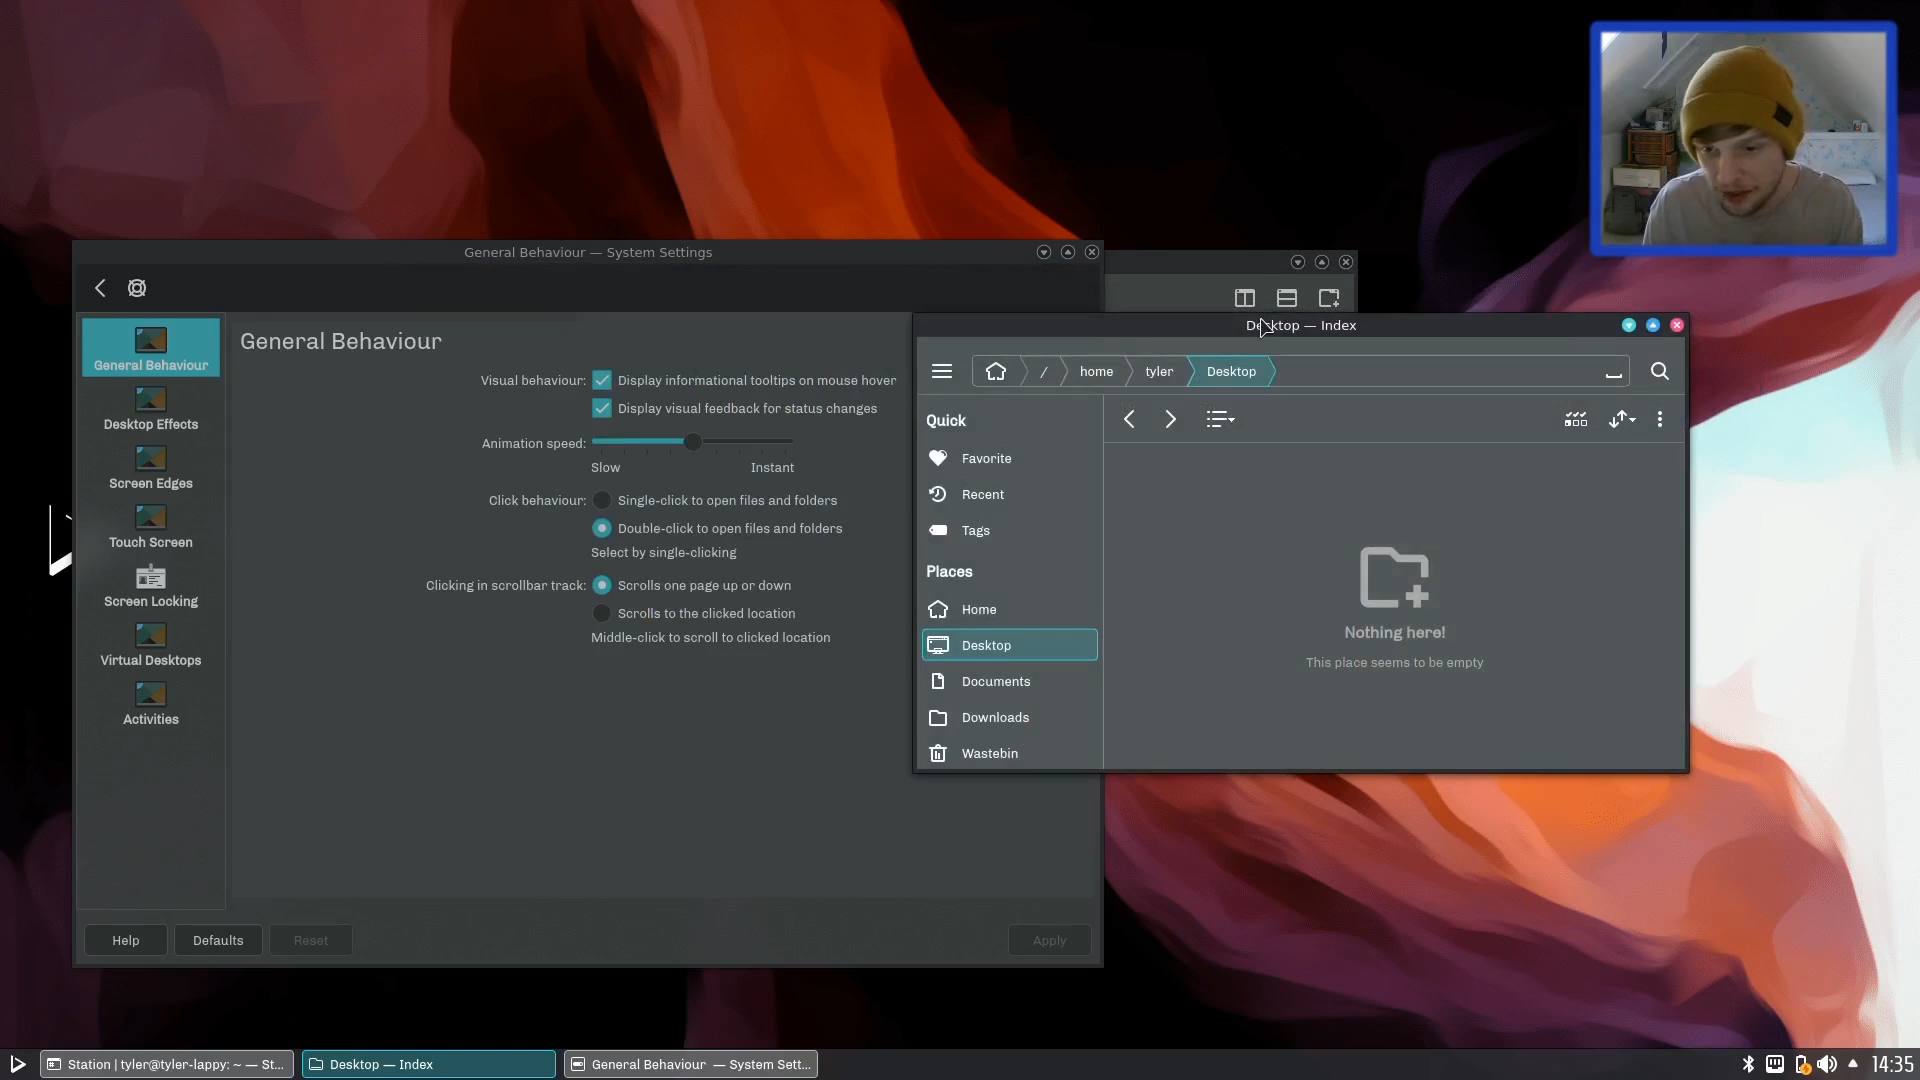 General Behaviour — System Settings
General Behaviour
Desktop Effects
Screen Edges
Touch Screen
Screen Locking
Virtual Desktops
Activities
General Behaviour
Visual behaviour: Display informational tooltips on mouse hover
Display visual feedback for status changes
Animation speed:
Slow Instant
Click behaviour: Single-click to open files and folders
Double-click to open files and folders
Select by single-clicking
Clicking in scrollbar track: Scrolls one page up or down
Scrolls to the clicked location
Middle-click to scroll to clicked location
Help Defaults Reset Apply
Desktop — Index
/ home tyler Desktop
Quick
Favorite
Recent
Tags
Places
Home
Desktop
Documents
Downloads
Wastebin
Nothing here!
This place seems to be empty
Station | tyler@tyler-lappy: ~ — St... Desktop — Index General Behaviour — System Sett... 14:35